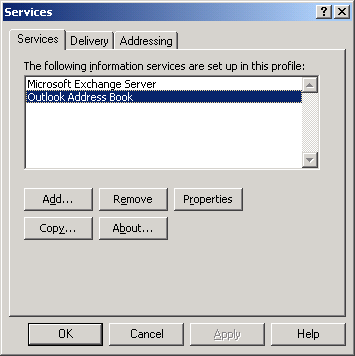 Services
Services Delivery Addressing
The following information services are set up in this profile:
Microsoft Exchange Server
Outlook Address Book
Add... Remove Properties
Copy... About...
OK Cancel Apply Help